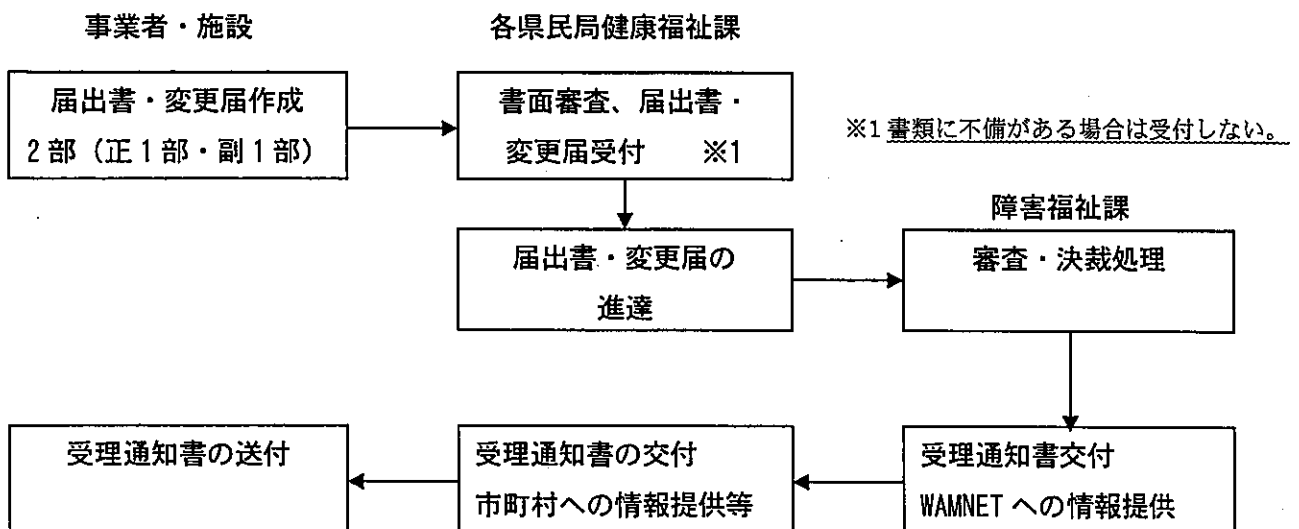 事業者・施設
各県民局健康福祉課
届出書・変更届作成
2部（正1部・副1部）
書面審査、届出書・
変更届受付　※1
※1 書類に不備がある場合は受付しない。
障害福祉課
届出書・変更届の
進達
審査・決裁処理
受理通知書の送付
受理通知書の交付
市町村への情報提供等
受理通知書交付
WAMNETへの情報提供